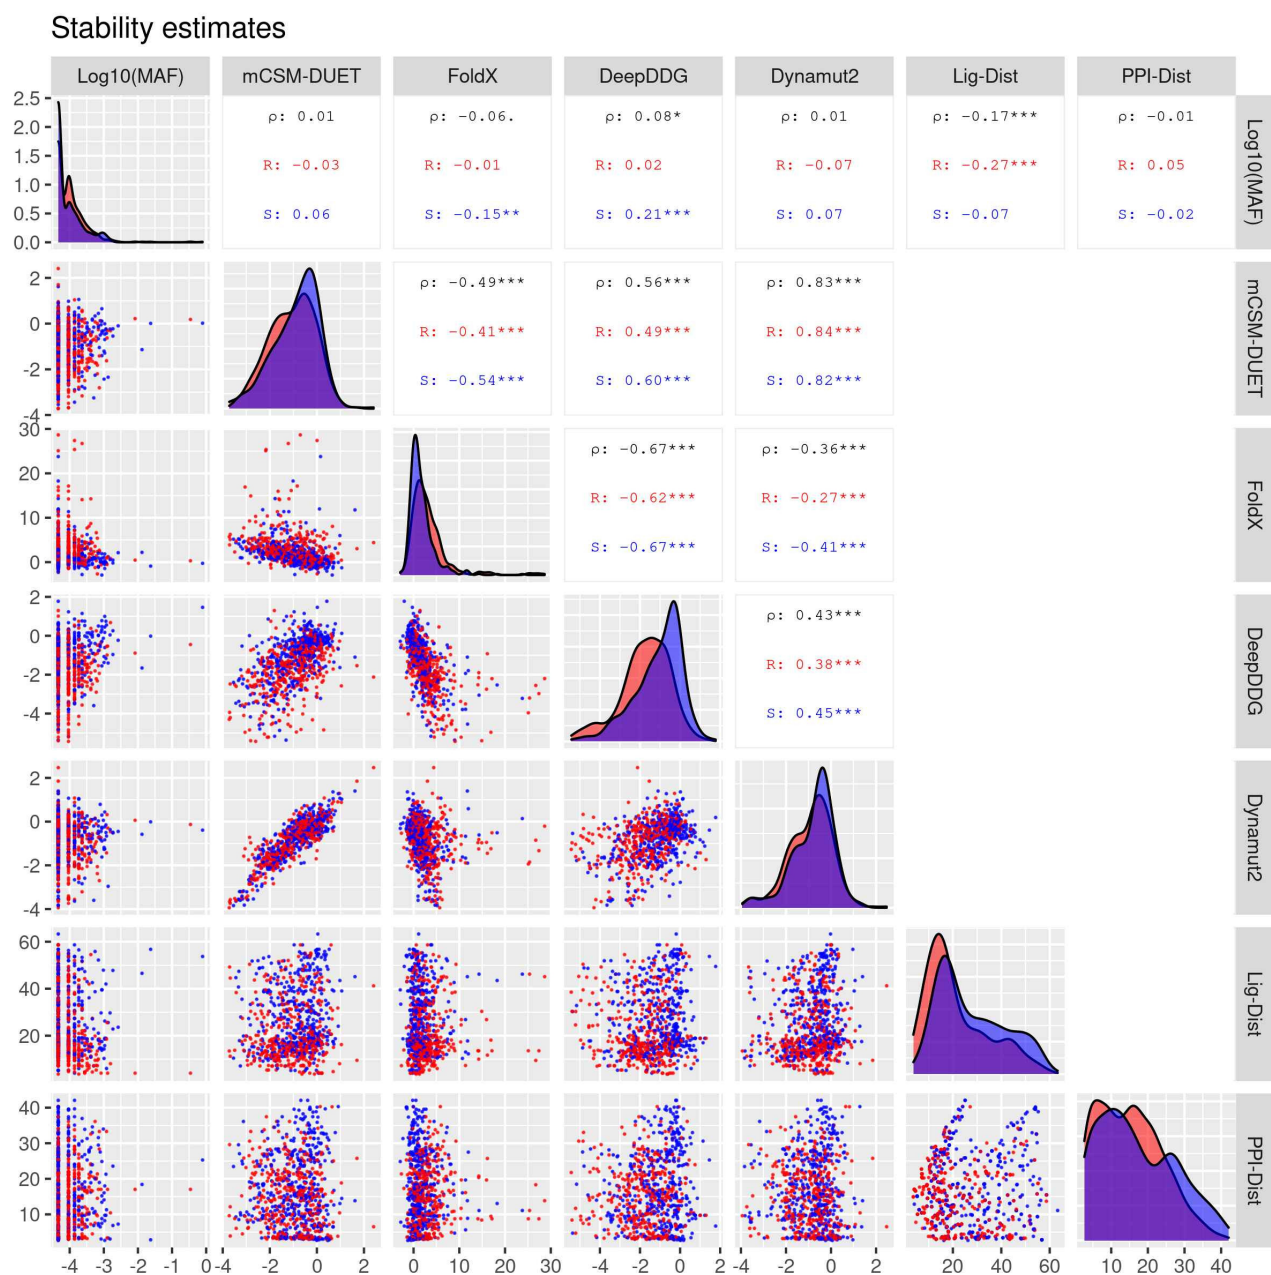 Stability estimates
Log10(MAF) mCSM-DUET FoldX DeepDDG Dynamut2 Lig-Dist PPI-Dist
2.5
2.0
1.5
1.0
0.5
0.0
ρ: 0.01 ρ: -0.06. ρ: 0.08* ρ: 0.01 ρ: -0.17*** ρ: -0.01
R: -0.03 R: -0.01 R: 0.02 R: -0.07 R: -0.27*** R: 0.05
S: 0.06 S: -0.15** S: 0.21*** S: 0.07 S: -0.07 S: -0.02
Log10(MAF)
2
0
-2
-4
ρ: -0.49*** ρ: 0.56*** ρ: 0.83***
R: -0.41*** R: 0.49*** R: 0.84***
S: -0.54*** S: 0.60*** S: 0.82***
mCSM-DUET
30
20
10
0
ρ: -0.67*** ρ: -0.36***
R: -0.62*** R: -0.27***
S: -0.67*** S: -0.41***
FoldX
2
0
-2
-4
ρ: 0.43***
R: 0.38***
S: 0.45***
DeepDDG
2
0
-2
-4
Dynamut2
60
40
20
Lig-Dist
40
30
20
10
PPI-Dist
-4 -3 -2 -1 0 -4 -2 0 2 0 10 20 30 -4 -2 0 2 -4 -2 0 2 20 40 60 10 20 30 40